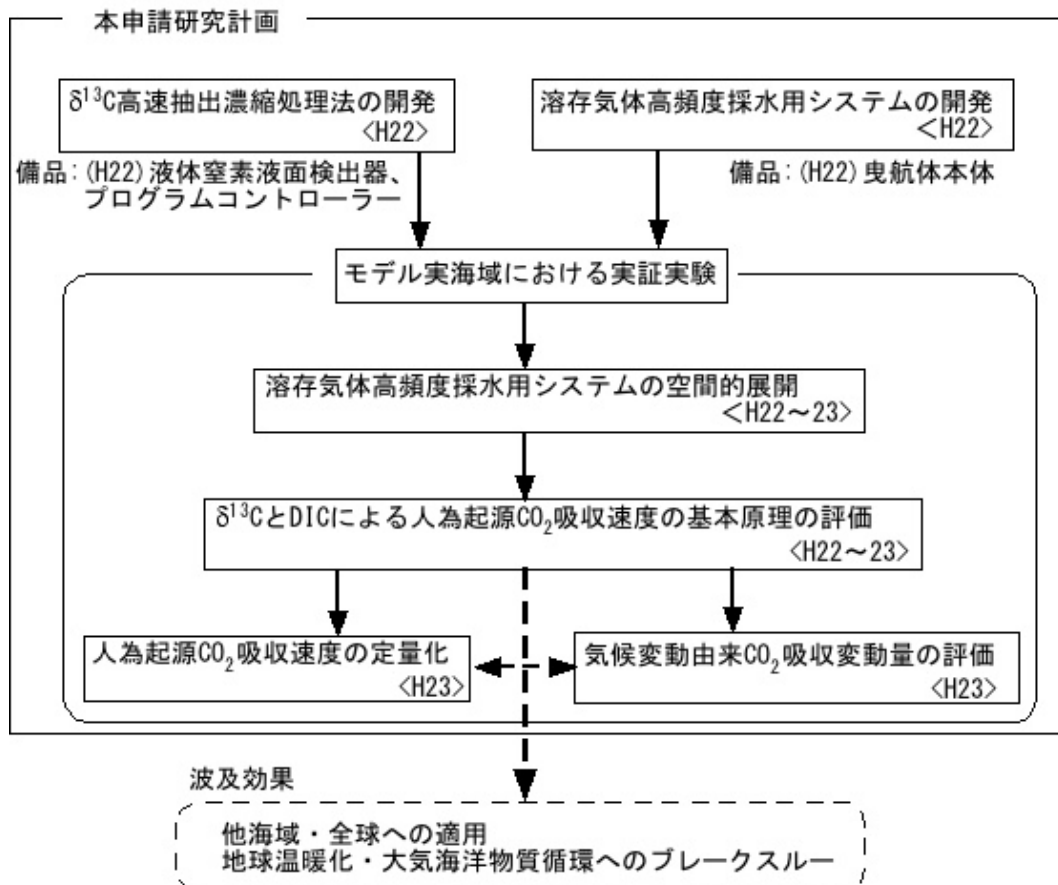 本申請研究計画
δ¹³C高速抽出濃縮処理法の開発
<H22>
備品：(H22)液体窒素液面検出器、
プログラムコントローラー
溶存気体高頻度採水用システムの開発
<H22>
備品：(H22)曳航体本体
モデル実海域における実証実験
溶存気体高頻度採水用システムの空間的展開
<H22～23>
δ¹³CとDICによる人為起源CO₂吸収速度の基本原理の評価
<H22～23>
人為起源CO₂吸収速度の定量化
<H23>
気候変動由来CO₂吸収変動量の評価
<H23>
波及効果
他海域・全球への適用
地球温暖化・大気海洋物質循環へのブレークスルー